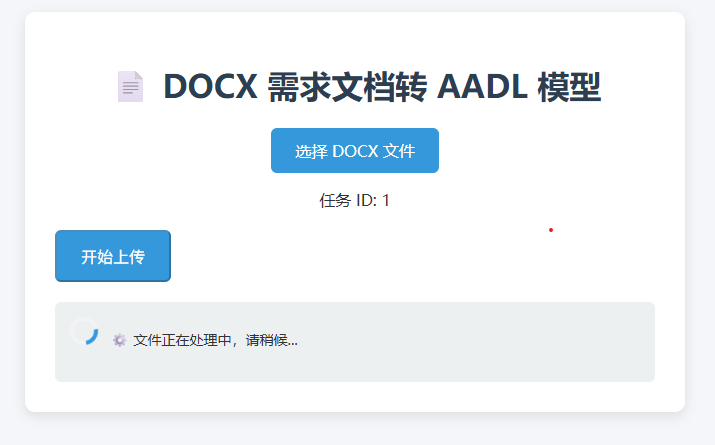 DOCX 需求文档转 AADL 模型
选择 DOCX 文件
任务 ID: 1
开始上传
文件正在处理中，请稍候...